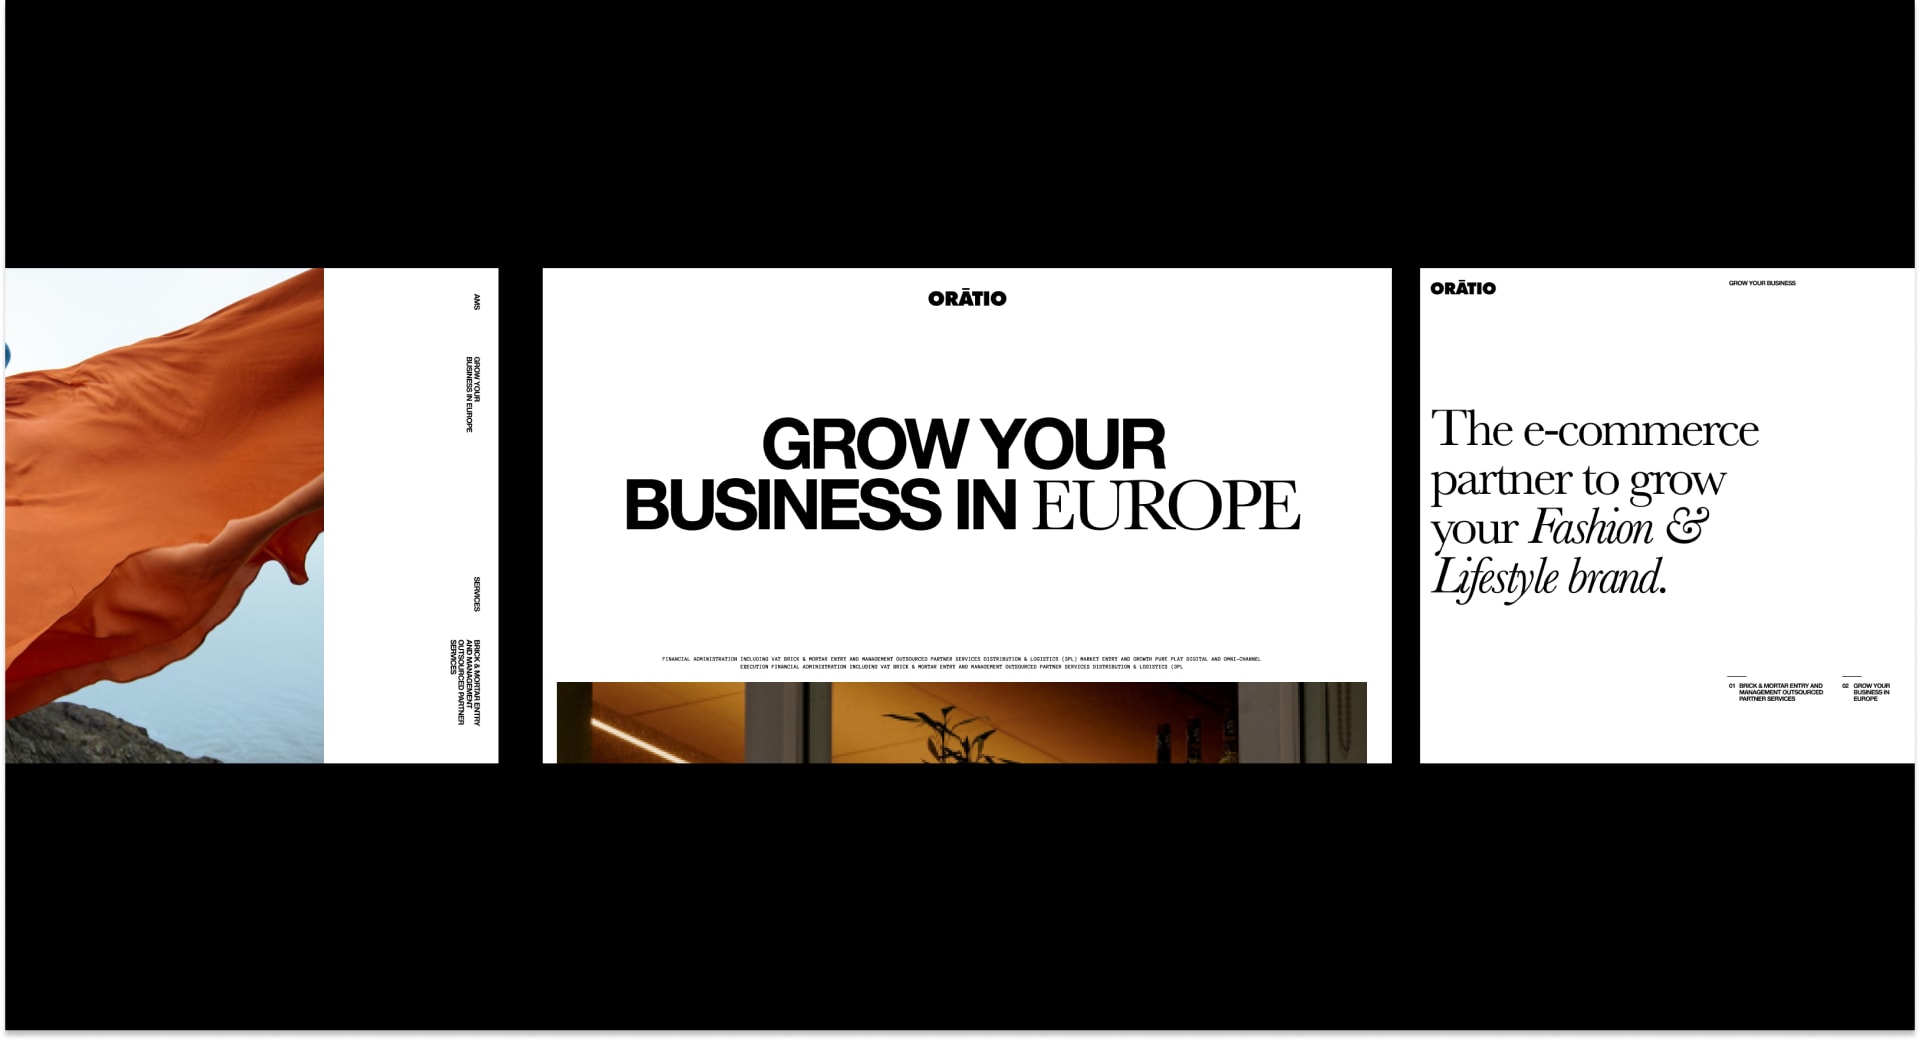 AMS
GROW YOUR
BUSINESS IN EUROPE
SERVICES
BRICK & MORTAR ENTRY
AND MANAGEMENT
OUTSOURCED PARTNER
SERVICES
ORĀTIO
GROW YOUR
BUSINESS IN EUROPE
FINANCIAL ADMINISTRATION INCLUDING VAT BRICK & MORTAR ENTRY AND MANAGEMENT OUTSOURCED PARTNER SERVICES DISTRIBUTION & LOGISTICS (3PL) MARKET ENTRY AND GROWTH PURE PLAY DIGITAL AND OMNI-CHANNEL
EXECUTION FINANCIAL ADMINISTRATION INCLUDING VAT BRICK & MORTAR ENTRY AND MANAGEMENT OUTSOURCED PARTNER SERVICES DISTRIBUTION & LOGISTICS (3PL
ORĀTIO
GROW YOUR BUSINESS
The e-commerce
partner to grow
your Fashion &
Lifestyle brand.
01 BRICK & MORTAR ENTRY AND
MANAGEMENT OUTSOURCED
PARTNER SERVICES
02 GROW YOUR
BUSINESS IN
EUROPE